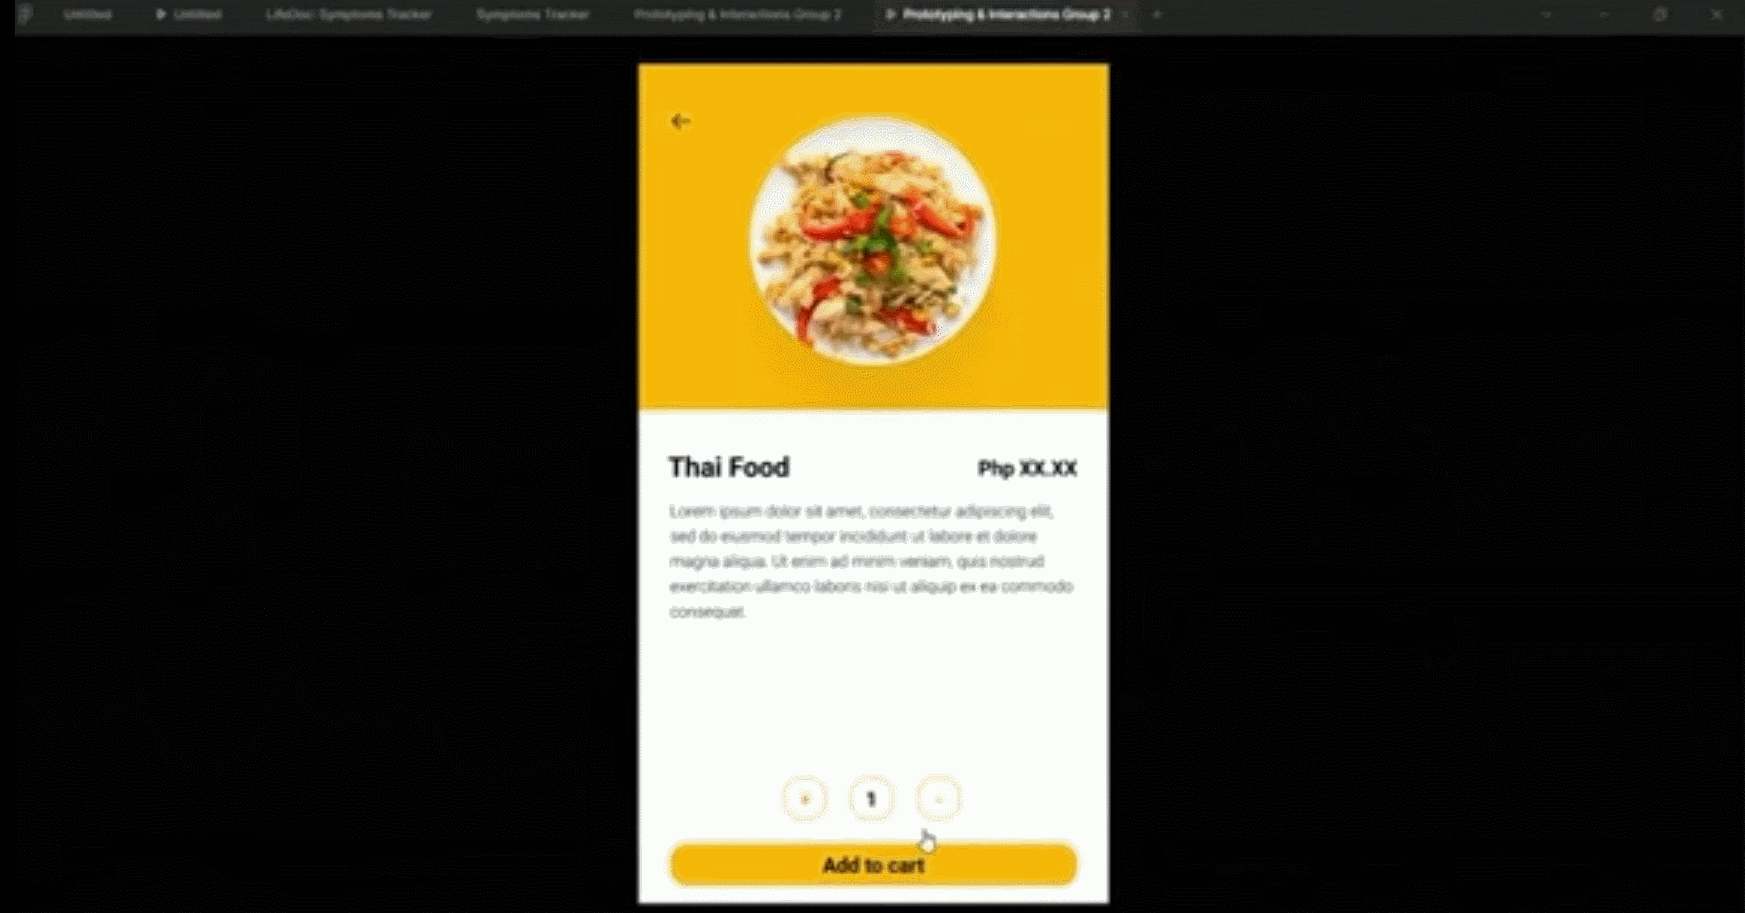 Untitled
Untitled
LifeDoc: Symptoms Tracker
Symptoms Tracker
Prototyping & Interactions Group 2
Prototyping & Interactions Group 2
Thai Food
Php XX.XX
Lorem ipsum dolor sit amet, consectetur adipiscing elit,
sed do eiusmod tempor incididunt ut labore et dolore
magna aliqua. Ut enim ad minim veniam, quis nostrud
exercitation ullamco laboris nisi ut aliquip ex ea commodo
consequat.
+ 1 -
Add to cart